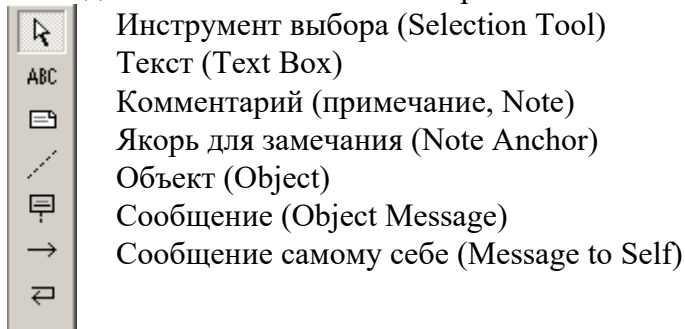 Инструмент выбора (Selection Tool)
ABC
Текст (Text Box)
Комментарий (примечание, Note)
Якорь для замечания (Note Anchor)
Объект (Object)
Сообщение (Object Message)
Сообщение самому себе (Message to Self)